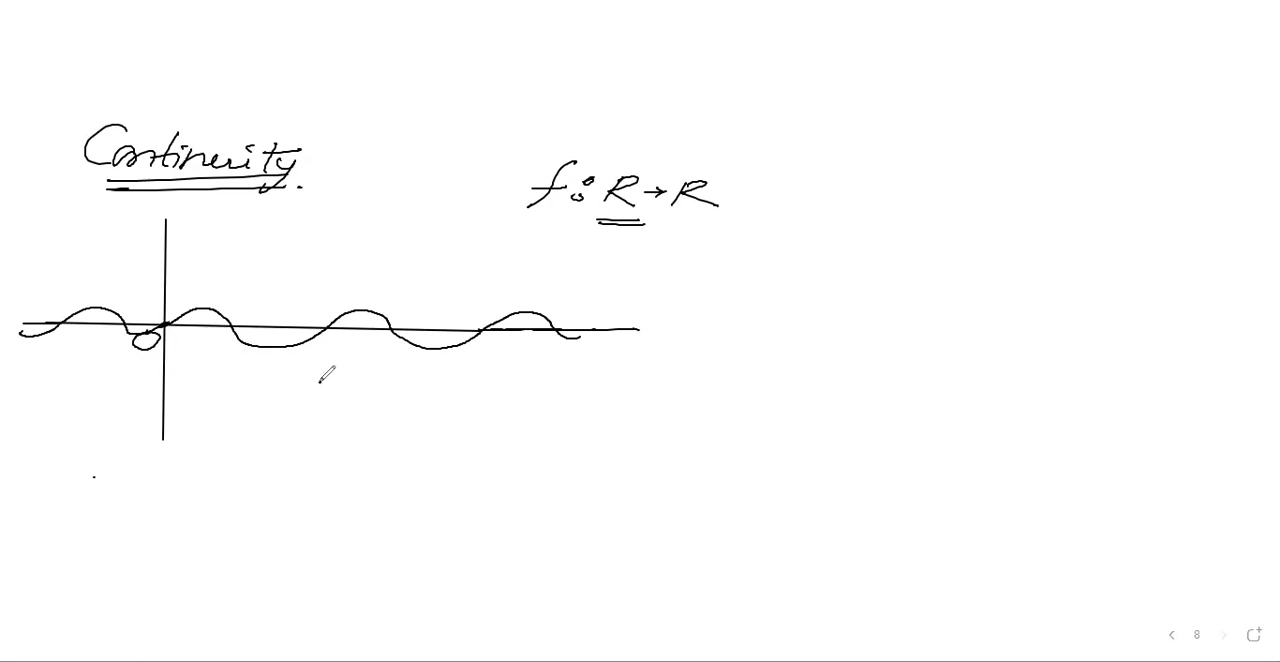 Continuity.
f: R → R
8